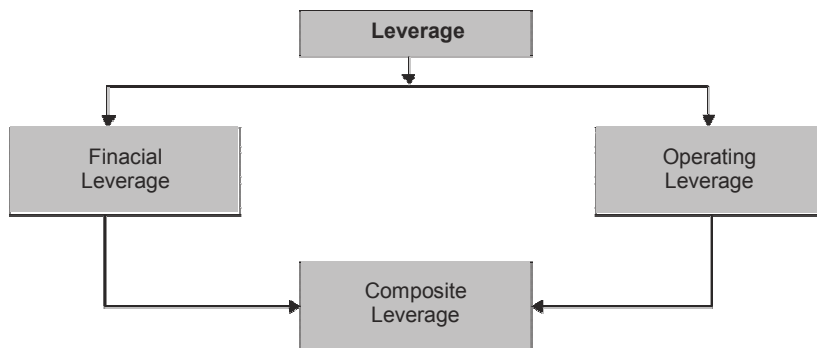 Leverage
Finacial
Leverage
Operating
Leverage
Composite
Leverage